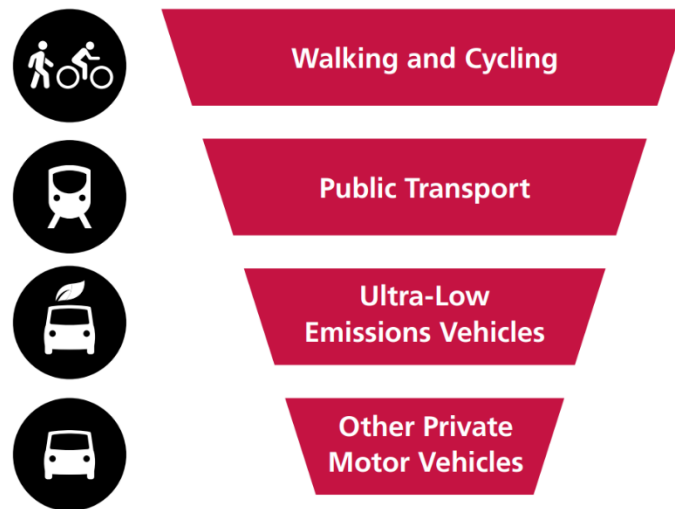 Walking and Cycling
Public Transport
Ultra-Low
Emissions Vehicles
Other Private
Motor Vehicles